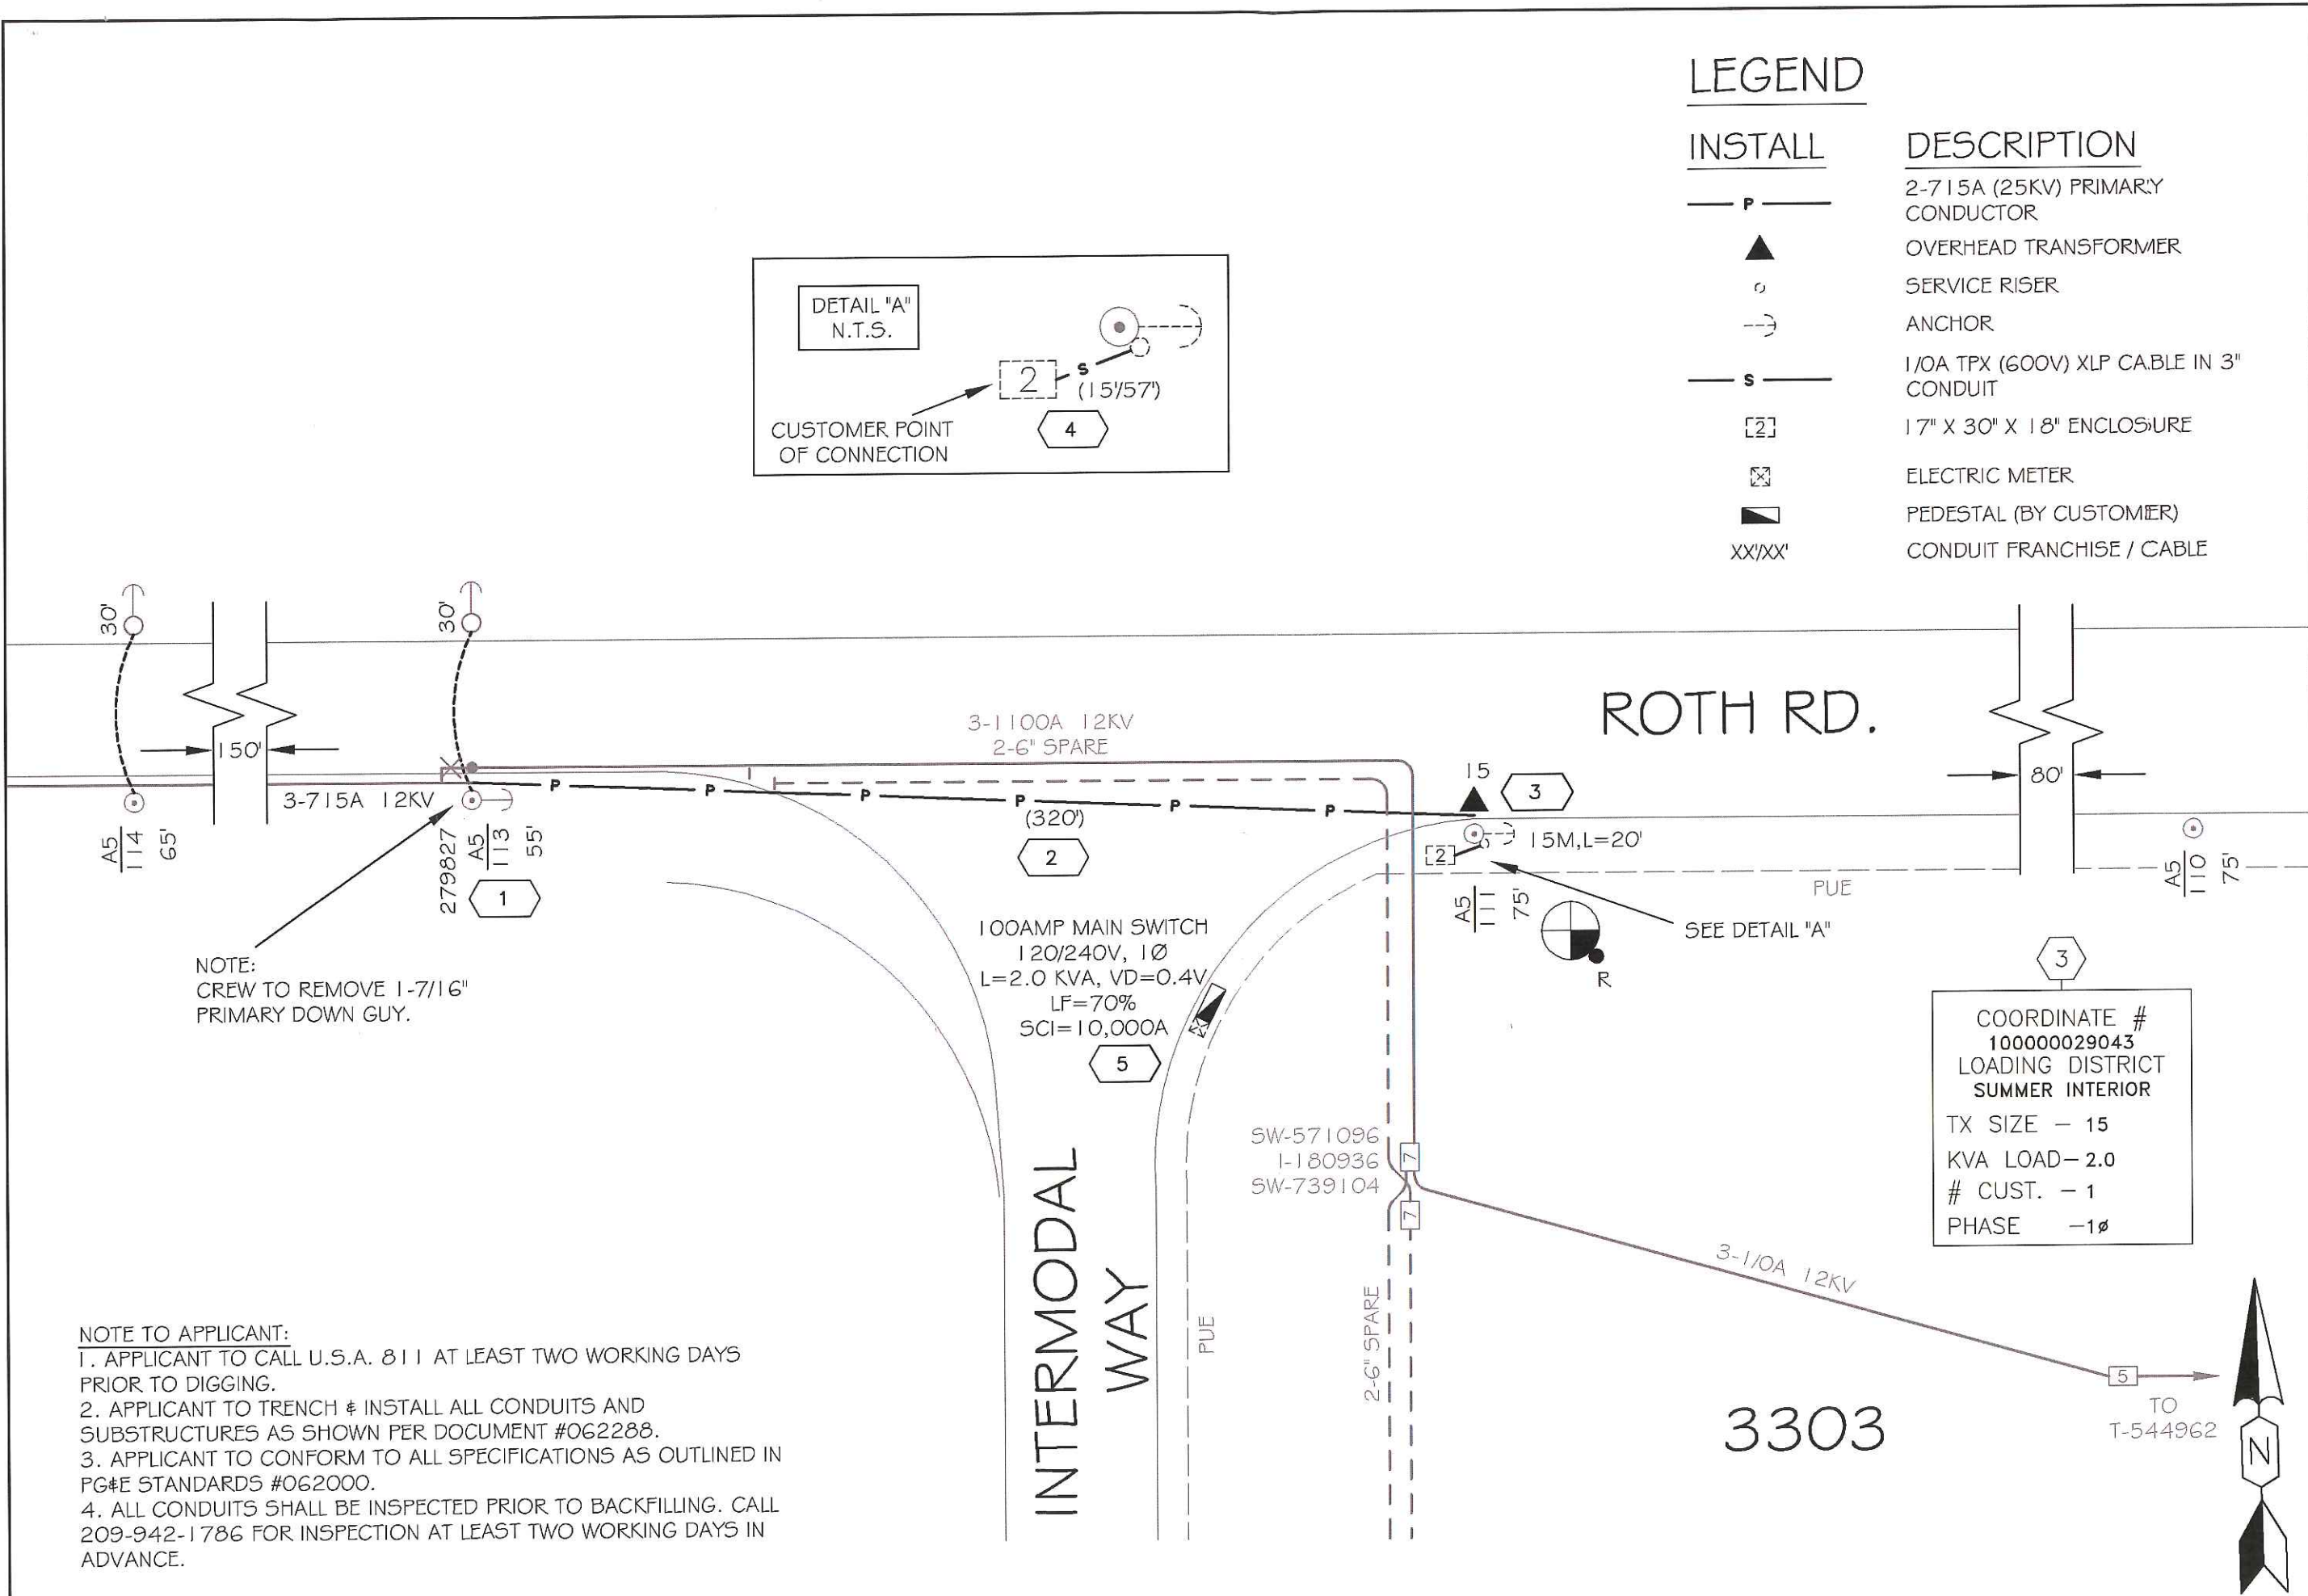 LEGEND
INSTALL DESCRIPTION
P 2-715A (25KV) PRIMARY
CONDUCTOR
OVERHEAD TRANSFORMER
SERVICE RISER
ANCHOR
S 1/0A TPX (600V) XLP CABLE IN 3"
CONDUIT
2 17" X 30" X 18" ENCLOSURE
ELECTRIC METER
PEDESTAL (BY CUSTOMER)
XX'/XX' CONDUIT FRANCHISE / CABLE
DETAIL "A"
N.T.S.
2
S
(15'/57')
4
CUSTOMER POINT
OF CONNECTION
30'
30'
150'
3-715A 12KV
A5
114
65'
2798827
A5
113
55'
1
NOTE:
CREW TO REMOVE 1-7/16"
PRIMARY DOWN GUY.
3-1100A 12KV
2-6" SPARE
P P P P P P
(320')
2
ROTH RD.
15
3
15M,L=20'
2
A5
111
75'
R
SEE DETAIL "A"
PUE
80'
A5
110
75'
100AMP MAIN SWITCH
120/240V, 1Ø
L=2.0 KVA, VD=0.4V
LF=70%
SCI=10,000A
5
3
COORDINATE #
100000029043
LOADING DISTRICT
SUMMER INTERIOR
TX SIZE - 15
KVA LOAD- 2.0
# CUST. - 1
PHASE -1ø
SW-571096
I-180936
SW-739104
7
7
3-1/0A 12KV
2-6" SPARE
PUE
INTERMODAL
WAY
5
TO
T-544962
3303
N
NOTE TO APPLICANT:
1. APPLICANT TO CALL U.S.A. 811 AT LEAST TWO WORKING DAYS
PRIOR TO DIGGING.
2. APPLICANT TO TRENCH & INSTALL ALL CONDUITS AND
SUBSTRUCTURES AS SHOWN PER DOCUMENT #062288.
3. APPLICANT TO CONFORM TO ALL SPECIFICATIONS AS OUTLINED IN
PG&E STANDARDS #062000.
4. ALL CONDUITS SHALL BE INSPECTED PRIOR TO BACKFILLING. CALL
209-942-1786 FOR INSPECTION AT LEAST TWO WORKING DAYS IN
ADVANCE.